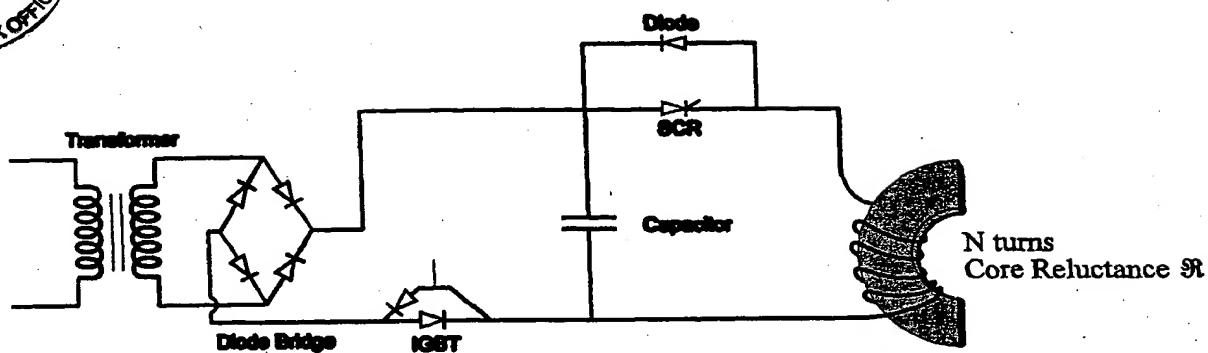 Diode
SCR
Transformer
Capacitor
N turns
Core Reluctance ℜ
Diode Bridge
IGBT